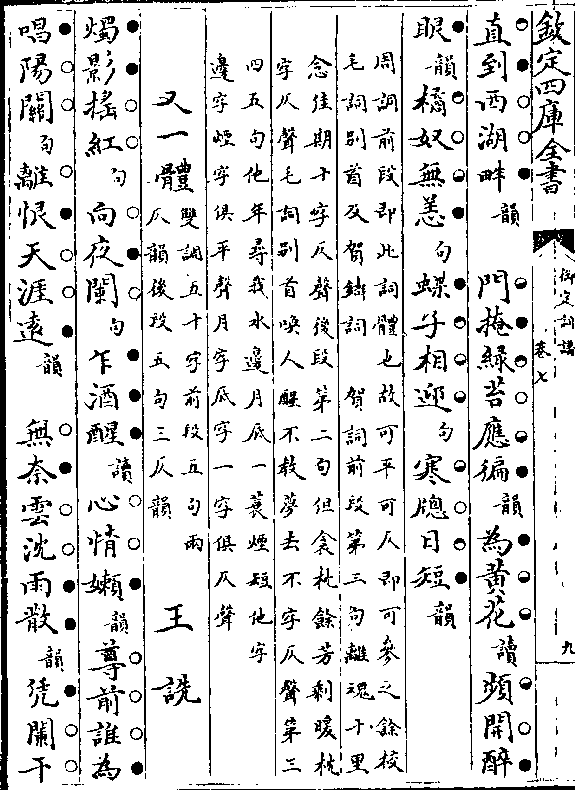 欽定四庫全書
御定詞譜
卷七
九
直到西湖畔韻　門掩綠苔應徧韻為黃花讀頻開醉
眼韻橘奴無恙句蝶子相迎句寒牕日短韻
周詞前段即此詞體也故可平可仄即可參之餘校
毛詞別首及賀鑄詞　賀詞前段第三句離魂十里
念佳期十字仄聲後段第二句但衾枕餘芳剩暖枕
字仄聲毛詞別首喚人醒不教夢去不字仄聲第三
四五句他年尋我水邊月底一蓑煙短他字
邊字煙字俱平聲月字底字一字俱仄聲
又一體雙調五十字前段五句兩
仄韻後段五句三仄韻　王詵
燭影搖紅句向夜闌句乍酒醒讀心情嬾韻尊前誰為
唱陽關句離恨天涯遠韻　無奈雲沈雨散韻凭闌干